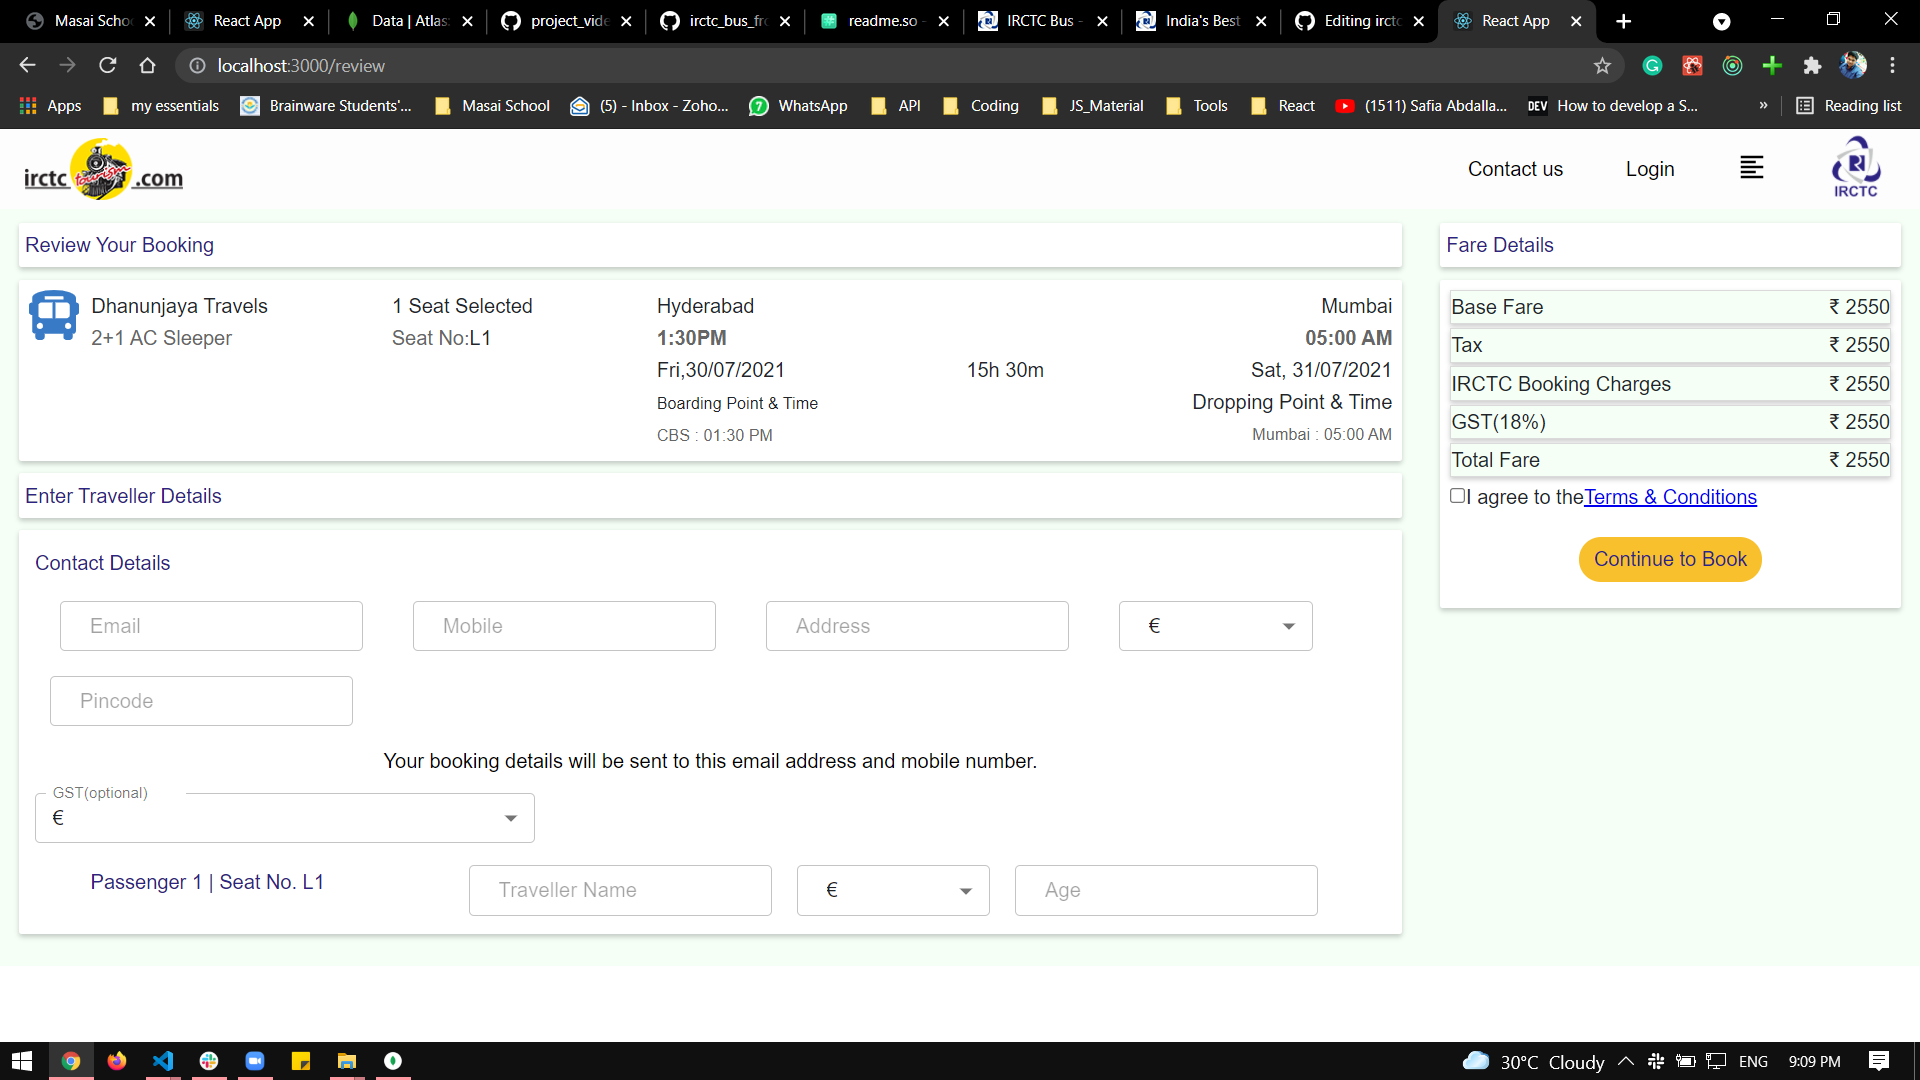 Masai Schoo
React App
Data | Atlas:
project_vide
irctc_bus_fro
readme.so -
IRCTC Bus -
India's Best
Editing irctc
React App
localhost:3000/review
Apps
my essentials
Brainware Students'...
Masai School
(5) - Inbox - Zoho...
WhatsApp
API
Coding
JS_Material
Tools
React
(1511) Safia Abdalla...
DEV How to develop a S...
»
Reading list
irctc tourism .com
Contact us
Login
IRCTC
Review Your Booking
Fare Details
Dhanunjaya Travels
1 Seat Selected
Hyderabad
Mumbai
2+1 AC Sleeper
Seat No:L1
1:30PM
05:00 AM
Fri,30/07/2021
15h 30m
Sat, 31/07/2021
Boarding Point & Time
Dropping Point & Time
CBS : 01:30 PM
Mumbai : 05:00 AM
Base Fare ₹ 2550
Tax ₹ 2550
IRCTC Booking Charges ₹ 2550
GST(18%) ₹ 2550
Total Fare ₹ 2550
I agree to theTerms & Conditions
Continue to Book
Enter Traveller Details
Contact Details
Email
Mobile
Address
€
Pincode
Your booking details will be sent to this email address and mobile number.
GST(optional)
€
Passenger 1 | Seat No. L1
Traveller Name
€
Age
30°C Cloudy
ENG
9:09 PM